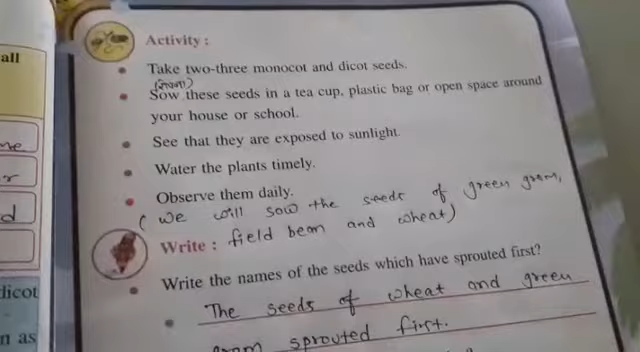 all
Activity :
Take two-three monocot and dicot seeds.
Sow these seeds in a tea cup, plastic bag or open space around
your house or school.
See that they are exposed to sunlight.
Water the plants timely.
Observe them daily.
( we will sow the seeds of green gram,
field bean and wheat)
Write :
Write the names of the seeds which have sprouted first?
The seeds of wheat and green
gram sprouted first.
me
r
d
dicot
n as